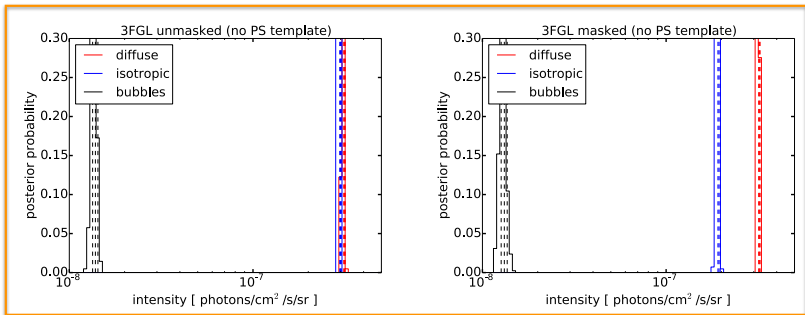 3FGL unmasked (no PS template)
0.30
0.25
0.20
0.15
0.10
0.05
0.00
posterior probability
diffuse
isotropic
bubbles
10⁻⁸
10⁻⁷
intensity [ photons/cm² /s/sr ]
3FGL masked (no PS template)
0.30
0.25
0.20
0.15
0.10
0.05
0.00
posterior probability
diffuse
isotropic
bubbles
10⁻⁸
10⁻⁷
intensity [ photons/cm² /s/sr ]